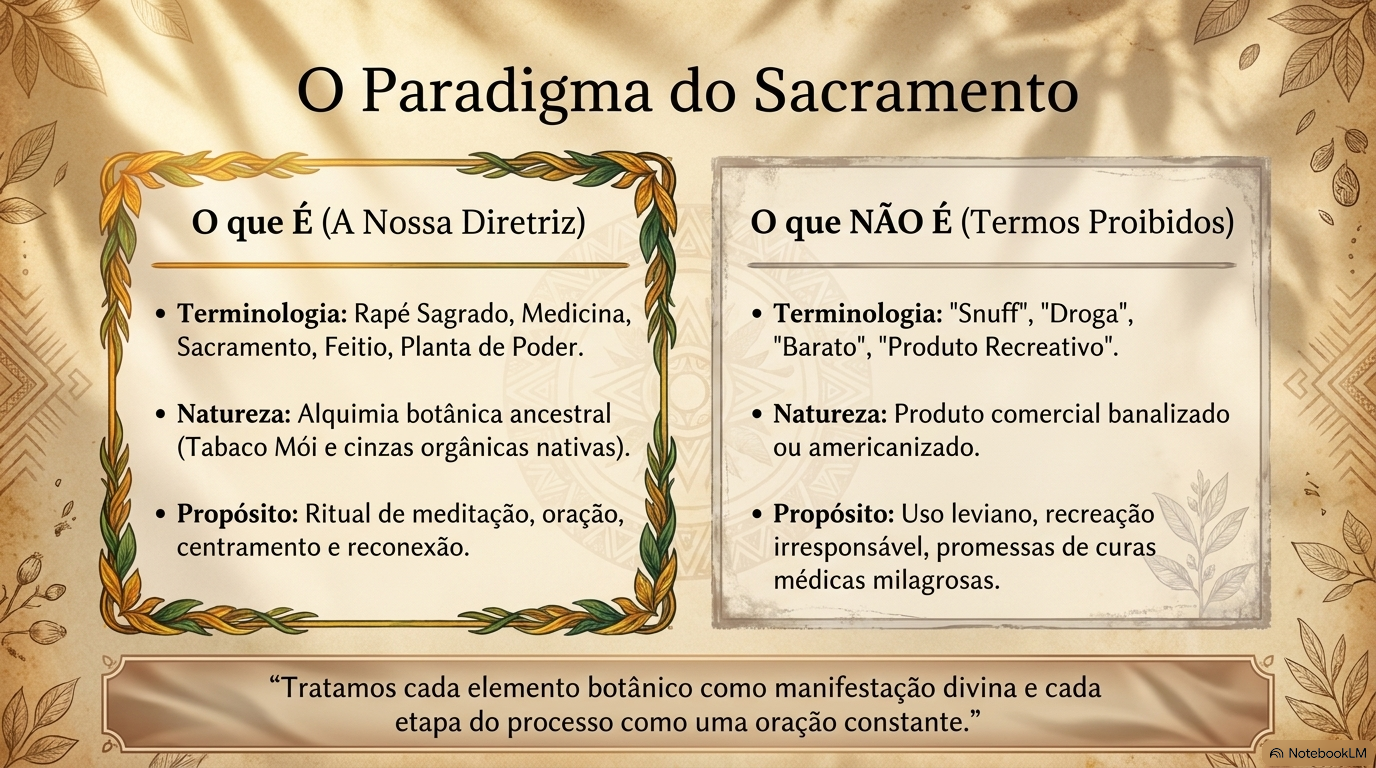 O Paradigma do Sacramento
O que É (A Nossa Diretriz)
• Terminologia: Rapé Sagrado, Medicina,
Sacramento, Feitio, Planta de Poder.
• Natureza: Alquimia botânica ancestral
(Tabaco Mói e cinzas orgânicas nativas).
• Propósito: Ritual de meditação, oração,
centramento e reconexão.
O que NÃO É (Termos Proibidos)
• Terminologia: "Snuff", "Droga",
"Barato", "Produto Recreativo".
• Natureza: Produto comercial banalizado
ou americanizado.
• Propósito: Uso leviano, recreação
irresponsável, promessas de curas
médicas milagrosas.
“Tratamos cada elemento botânico como manifestação divina e cada
etapa do processo como uma oração constante.”
NotebookLM